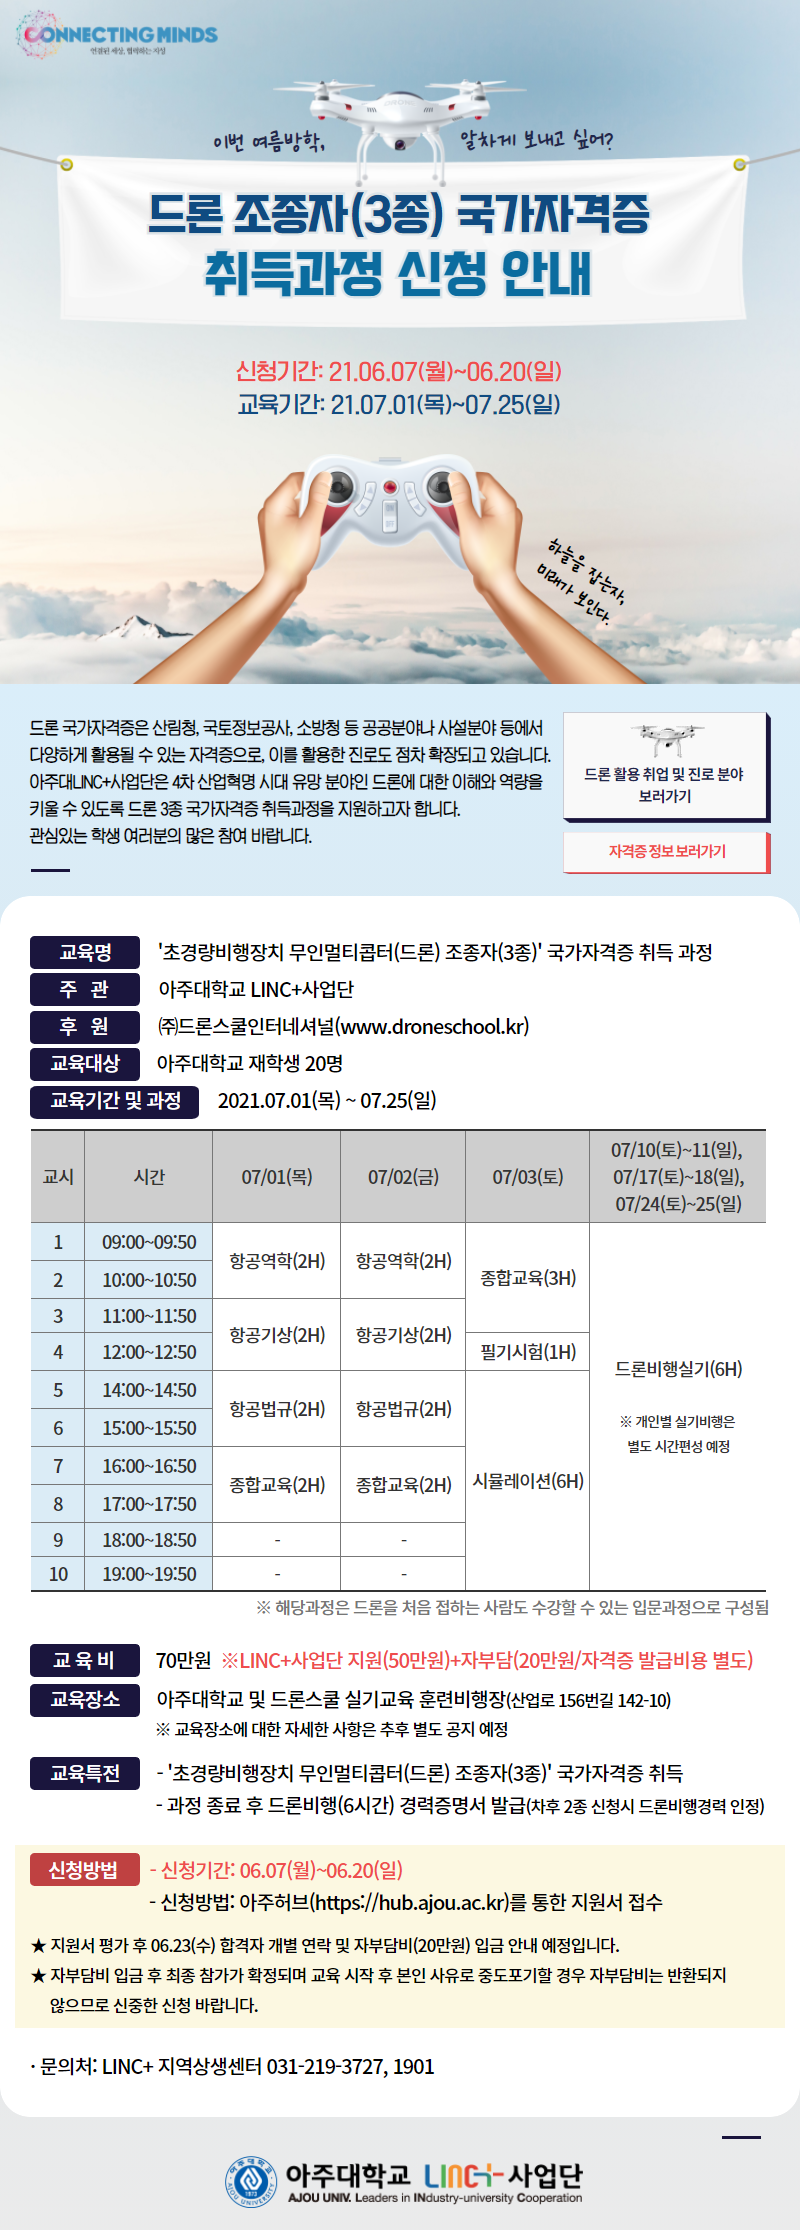 CONNECTING MINDS
연결된 세상, 협력하는 지성
이번 여름방학, 알차게 보내고 싶어?
드론 조종자(3종) 국가자격증
취득과정 신청 안내
신청기간: 21.06.07(월)~06.20(일)
교육기간: 21.07.01(목)~07.25(일)
하늘을 잡는자,
미래가 보인다.
드론 국가자격증은 산림청, 국토정보공사, 소방청 등 공공분야나 사설분야 등에서
다양하게 활용될 수 있는 자격증으로, 이를 활용한 진로도 점차 확장되고 있습니다.
아주대LINC+사업단은 4차 산업혁명 시대 유망 분야인 드론에 대한 이해와 역량을
키울 수 있도록 드론 3종 국가자격증 취득과정을 지원하고자 합니다.
관심있는 학생 여러분의 많은 참여 바랍니다.
드론 활용 취업 및 진로 분야
보러가기
자격증 정보 보러가기
교육명 '초경량비행장치 무인멀티콥터(드론) 조종자(3종)' 국가자격증 취득 과정
주 관 아주대학교 LINC+사업단
후 원 ㈜드론스쿨인터네셔널(www.droneschool.kr)
교육대상 아주대학교 재학생 20명
교육기간 및 과정 2021.07.01(목) ~ 07.25(일)
교시 시간 07/01(목) 07/02(금) 07/03(토) 07/10(토)~11(일),
07/17(토)~18(일),
07/24(토)~25(일)
1 09:00~09:50 항공역학(2H) 항공역학(2H) 종합교육(3H)
2 10:00~10:50
3 11:00~11:50 항공기상(2H) 항공기상(2H)
4 12:00~12:50 필기시험(1H)
드론비행실기(6H)
※ 개인별 실기비행은
별도 시간편성 예정
5 14:00~14:50 항공법규(2H) 항공법규(2H) 시뮬레이션(6H)
6 15:00~15:50
7 16:00~16:50 종합교육(2H) 종합교육(2H)
8 17:00~17:50
9 18:00~18:50 - -
10 19:00~19:50 - -
※ 해당과정은 드론을 처음 접하는 사람도 수강할 수 있는 입문과정으로 구성됨
교 육 비 70만원 ※LINC+사업단 지원(50만원)+자부담(20만원/자격증 발급비용 별도)
교육장소 아주대학교 및 드론스쿨 실기교육 훈련비행장(산업로 156번길 142-10)
※ 교육장소에 대한 자세한 사항은 추후 별도 공지 예정
교육특전 - '초경량비행장치 무인멀티콥터(드론) 조종자(3종)' 국가자격증 취득
- 과정 종료 후 드론비행(6시간) 경력증명서 발급(차후 2종 신청시 드론비행경력 인정)
신청방법 - 신청기간: 06.07(월)~06.20(일)
- 신청방법: 아주허브(https://hub.ajou.ac.kr)를 통한 지원서 접수
★ 지원서 평가 후 06.23(수) 합격자 개별 연락 및 자부담비(20만원) 입금 안내 예정입니다.
★ 자부담비 입금 후 최종 참가가 확정되며 교육 시작 후 본인 사유로 중도포기할 경우 자부담비는 반환되지
않으므로 신중한 신청 바랍니다.
· 문의처: LINC+ 지역상생센터 031-219-3727, 1901
아주대학교 LINC+ 사업단
AJOU UNIV. Leaders in INdustry-university Cooperation
아주대학교
AJOU UNIVERSITY
1973